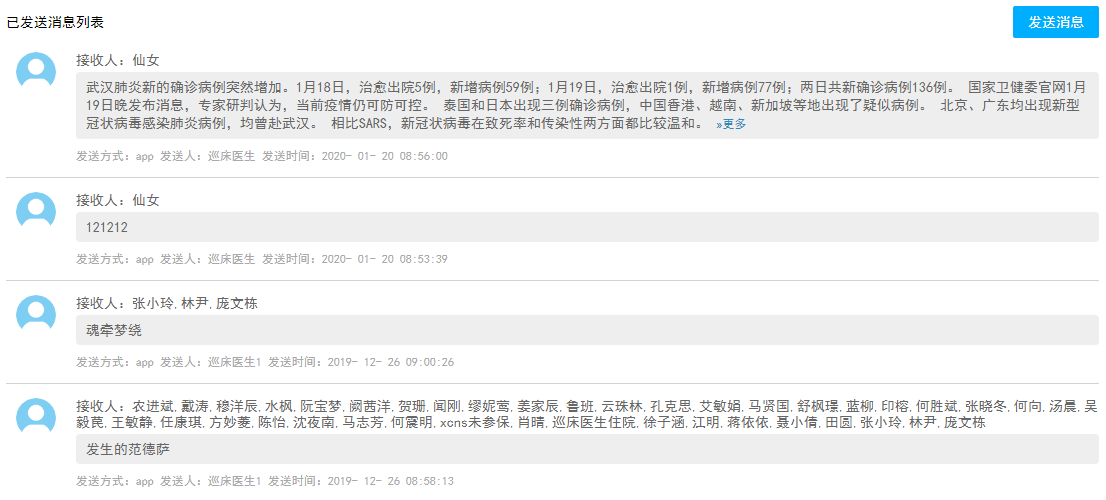 已发送消息列表
发送消息
接收人：仙女
武汉肺炎新的确诊病例突然增加。1月18日，治愈出院5例，新增病例59例；1月19日，治愈出院1例，新增病例77例；两日共新确诊病例136例。 国家卫健委官网1月
19日晚发布消息，专家研判认为，当前疫情仍可防可控。 泰国和日本出现三例确诊病例，中国香港、越南、新加坡等地出现了疑似病例。 北京、广东均出现新型
冠状病毒感染肺炎病例，均曾赴武汉。 相比SARS，新冠状病毒在致死率和传染性两方面都比较温和。 »更多
发送方式：app 发送人：巡床医生 发送时间：2020- 01- 20 08:56:00
接收人：仙女
121212
发送方式：app 发送人：巡床医生 发送时间：2020- 01- 20 08:53:39
接收人：张小玲,林尹,庞文栋
魂牵梦绕
发送方式：app 发送人：巡床医生1 发送时间：2019- 12- 26 09:00:26
接收人：农进斌,戴涛,穆洋辰,水枫,阮宝梦,阙茜洋,贺珊,闻刚,缪妮莺,姜家辰,鲁班,云珠林,孔克思,艾敏娟,马贤国,舒枫璟,蓝柳,印榕,何胜斌,张晓冬,何向,汤晨,吴
毅芘,王敏静,任康琪,方妙菱,陈怡,沈夜南,马志芳,何震明,xcns未参保,肖晴,巡床医生住院,徐子涵,江明,蒋依依,聂小倩,田圆,张小玲,林尹,庞文栋
发生的范德萨
发送方式：app 发送人：巡床医生1 发送时间：2019- 12- 26 08:58:13